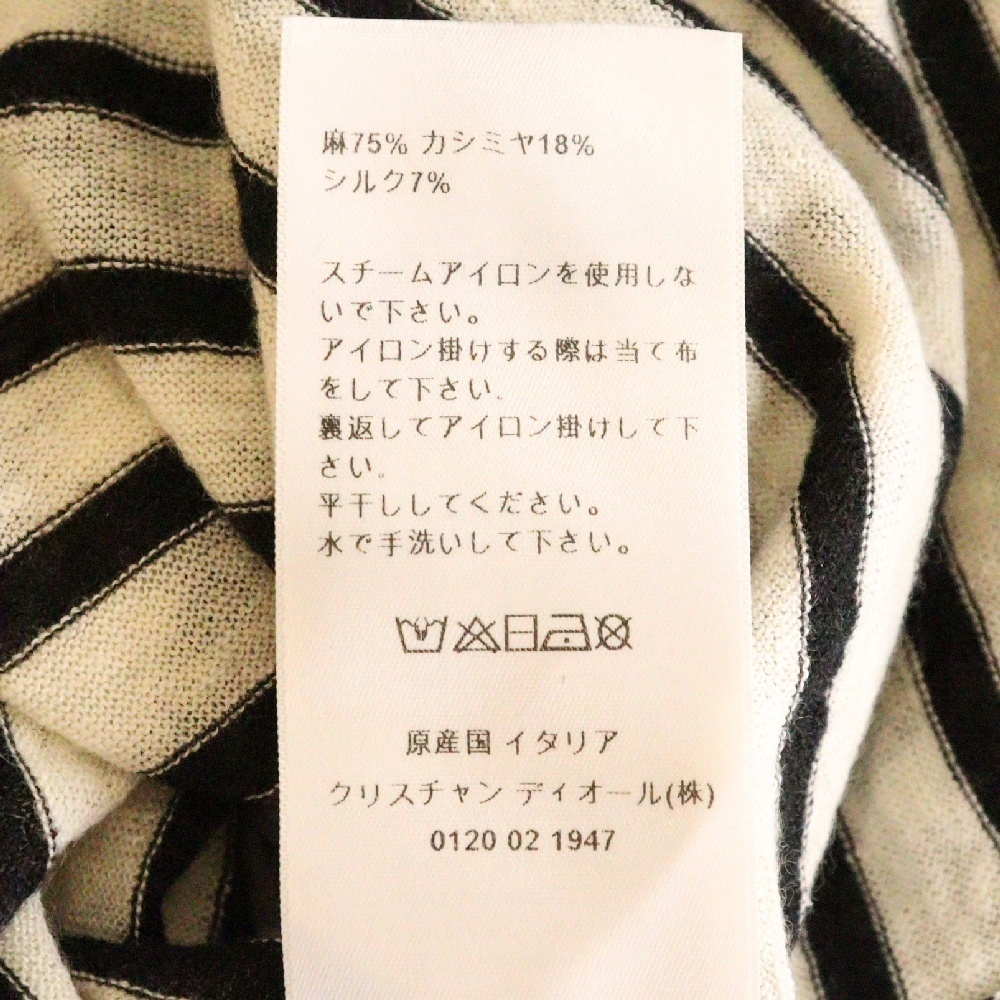 麻75% カシミヤ18%
シルク7%
スチームアイロンを使用しな
いで下さい。
アイロン掛けする際は当て布
をして下さい。
裏返してアイロン掛けして下
さい。
平干ししてください。
水で手洗いして下さい。
原産国 イタリア
クリスチャン ディオール(株)
0120 02 1947